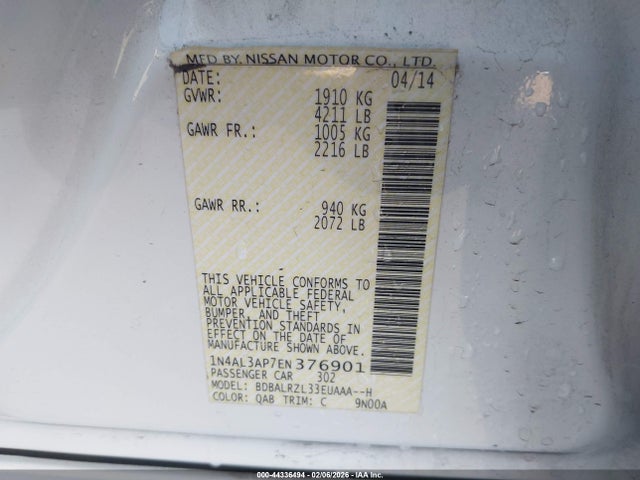 MFD BY NISSAN MOTOR CO., LTD.
DATE: 04/14
GVWR: 1910 KG
4211 LB
GAWR FR.: 1005 KG
2216 LB
GAWR RR.: 940 KG
2072 LB
THIS VEHICLE CONFORMS TO
ALL APPLICABLE FEDERAL
MOTOR VEHICLE SAFETY,
BUMPER, AND THEFT
PREVENTION STANDARDS IN
EFFECT ON THE DATE OF
MANUFACTURE SHOWN ABOVE.
1N4AL3AP7EN376901
PASSENGER CAR 302
MODEL: BDBALRZL33EUAAA--H
COLOR: QAB TRIM: C 9N00A
000-44336494 - 02/06/2026 - IAA Inc.